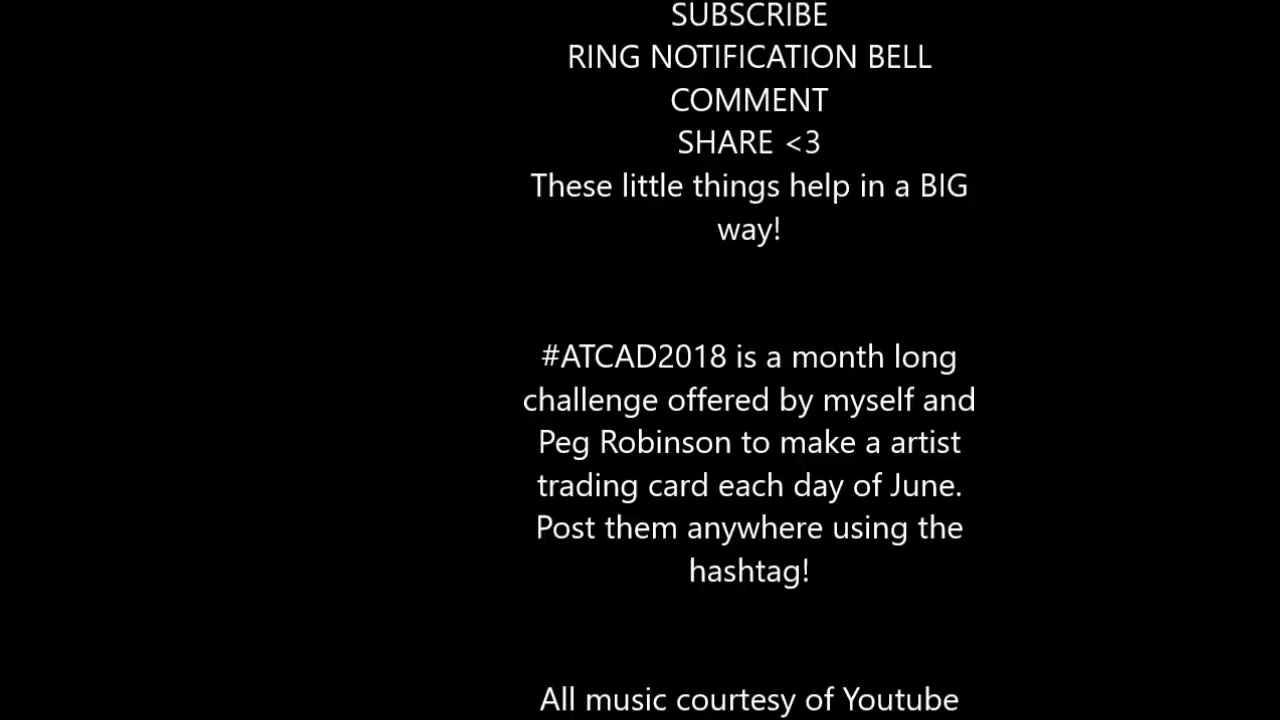 SUBSCRIBE
RING NOTIFICATION BELL
COMMENT
SHARE <3
These little things help in a BIG
way!
#ATCAD2018 is a month long
challenge offered by myself and
Peg Robinson to make a artist
trading card each day of June.
Post them anywhere using the
hashtag!
All music courtesy of Youtube